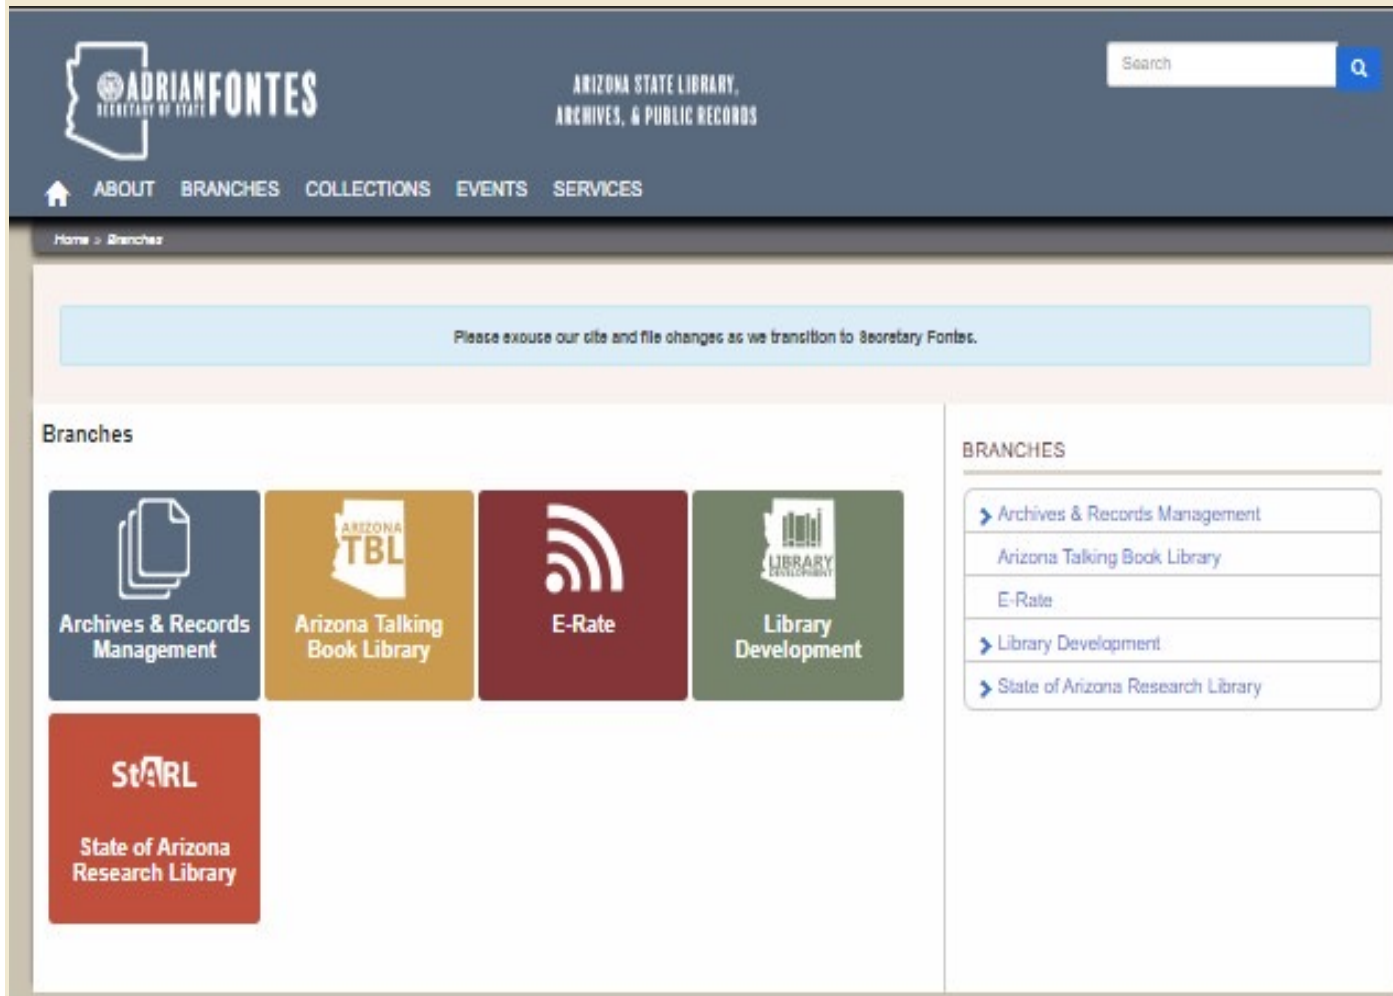 ADRIAN FONTES
SECRETARY OF STATE
ARIZONA STATE LIBRARY,
ARCHIVES, & PUBLIC RECORDS
Search
ABOUT BRANCHES COLLECTIONS EVENTS SERVICES
Home > Branches
Please excuse our site and file changes as we transition to Secretary Fontes.
Branches
Archives & Records
Management
ARIZONA
TBL
Arizona Talking
Book Library
E-Rate
LIBRARY
DEVELOPMENT
Library
Development
StARL
State of Arizona
Research Library
BRANCHES
Archives & Records Management
Arizona Talking Book Library
E-Rate
Library Development
State of Arizona Research Library